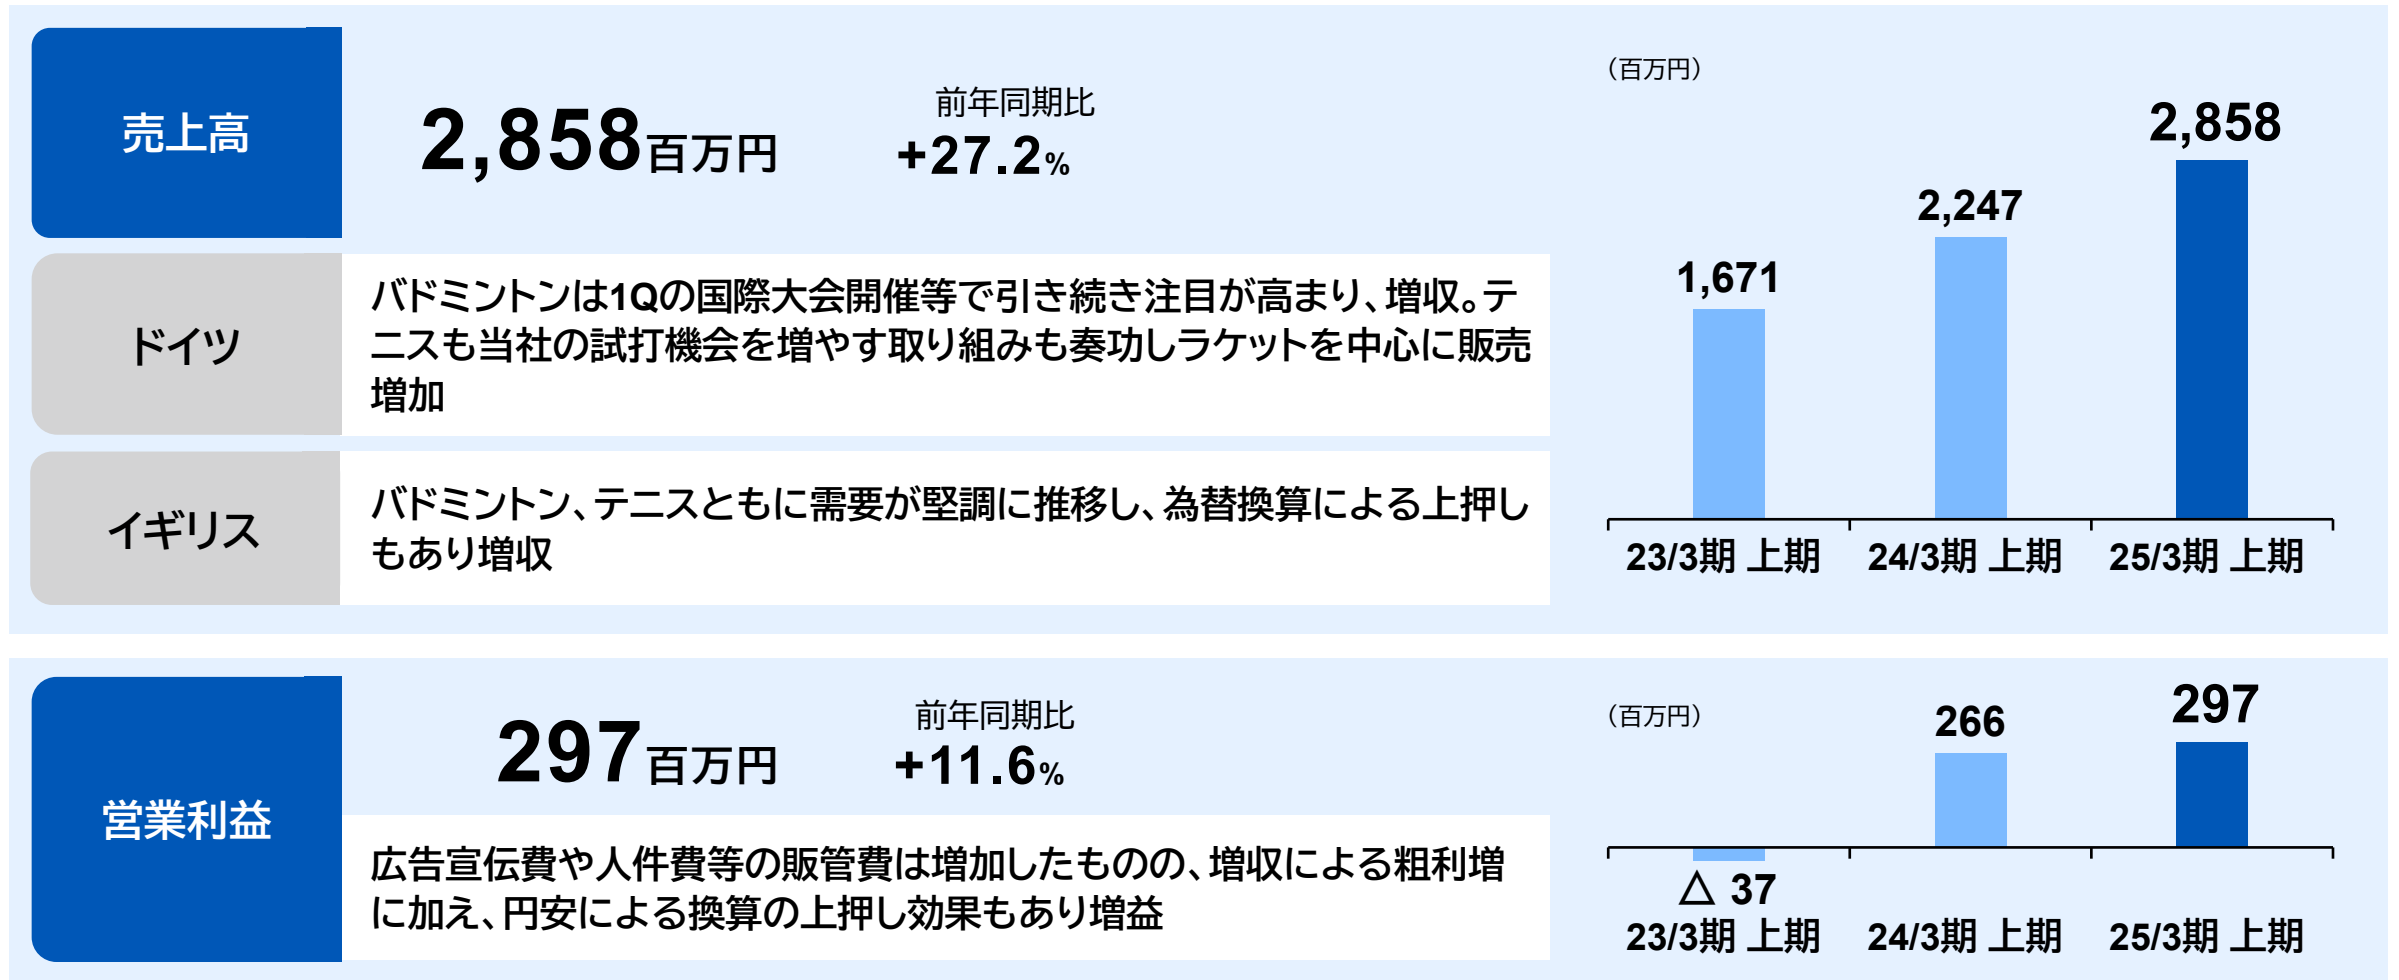 売上高
2,858百万円
前年同期比
+27.2%
ドイツ
バドミントンは1Qの国際大会開催等で引き続き注目が高まり、増収。テ
ニスも当社の試打機会を増やす取り組みも奏功しラケットを中心に販売
増加
イギリス
バドミントン、テニスともに需要が堅調に推移し、為替換算による上押し
もあり増収
（百万円）
1,671
2,247
2,858
23/3期 上期
24/3期 上期
25/3期 上期
営業利益
297百万円
前年同期比
+11.6%
広告宣伝費や人件費等の販管費は増加したものの、増収による粗利増
に加え、円安による換算の上押し効果もあり増益
（百万円）
△ 37
266
297
23/3期 上期
24/3期 上期
25/3期 上期